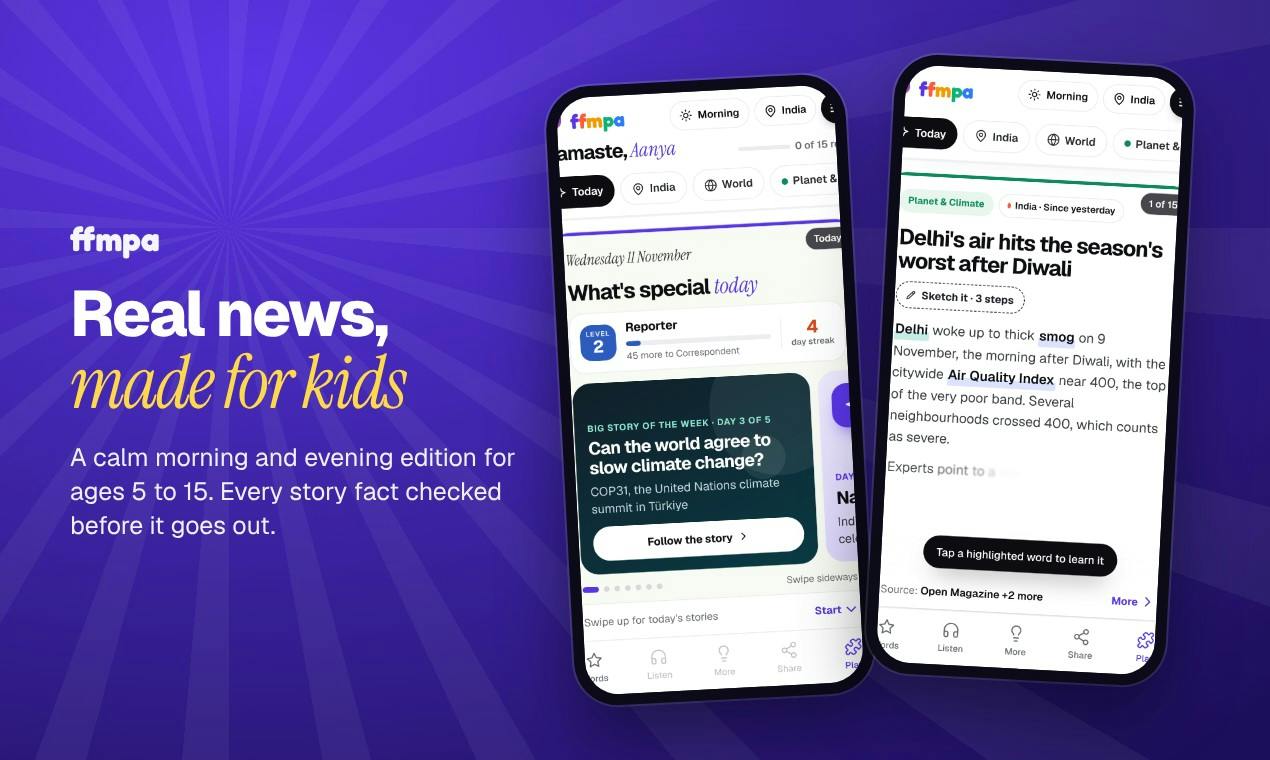 ffmpa
Real news,
made for kids
A calm morning and evening edition for
ages 5 to 15. Every story fact checked
before it goes out.
ffmpa
Morning
India
amaste, Aanya
0 of 15 re
Today
India
World
Planet &
Today
Wednesday 11 November
What's special today
LEVEL
2
Reporter
45 more to Correspondent
4
day streak
BIG STORY OF THE WEEK · DAY 3 OF 5
Can the world agree to
slow climate change?
COP31, the United Nations climate
summit in Türkiye
Follow the story
DAY
Na
Ind
cele
Swipe sideways
Swipe up for today's stories
Start
ords
Listen
More
Share
Pla
ffmpa
Morning
India
Today
India
World
Planet &
Planet & Climate
India · Since yesterday
1 of 15
Delhi's air hits the season's
worst after Diwali
Sketch it · 3 steps
Delhi woke up to thick smog on 9
November, the morning after Diwali, with the
citywide Air Quality Index near 400, the top
of the very poor band. Several
neighbourhoods crossed 400, which counts
as severe.
Experts point to a
Tap a highlighted word to learn it
Source: Open Magazine +2 more
More
ords
Listen
More
Share
Pla